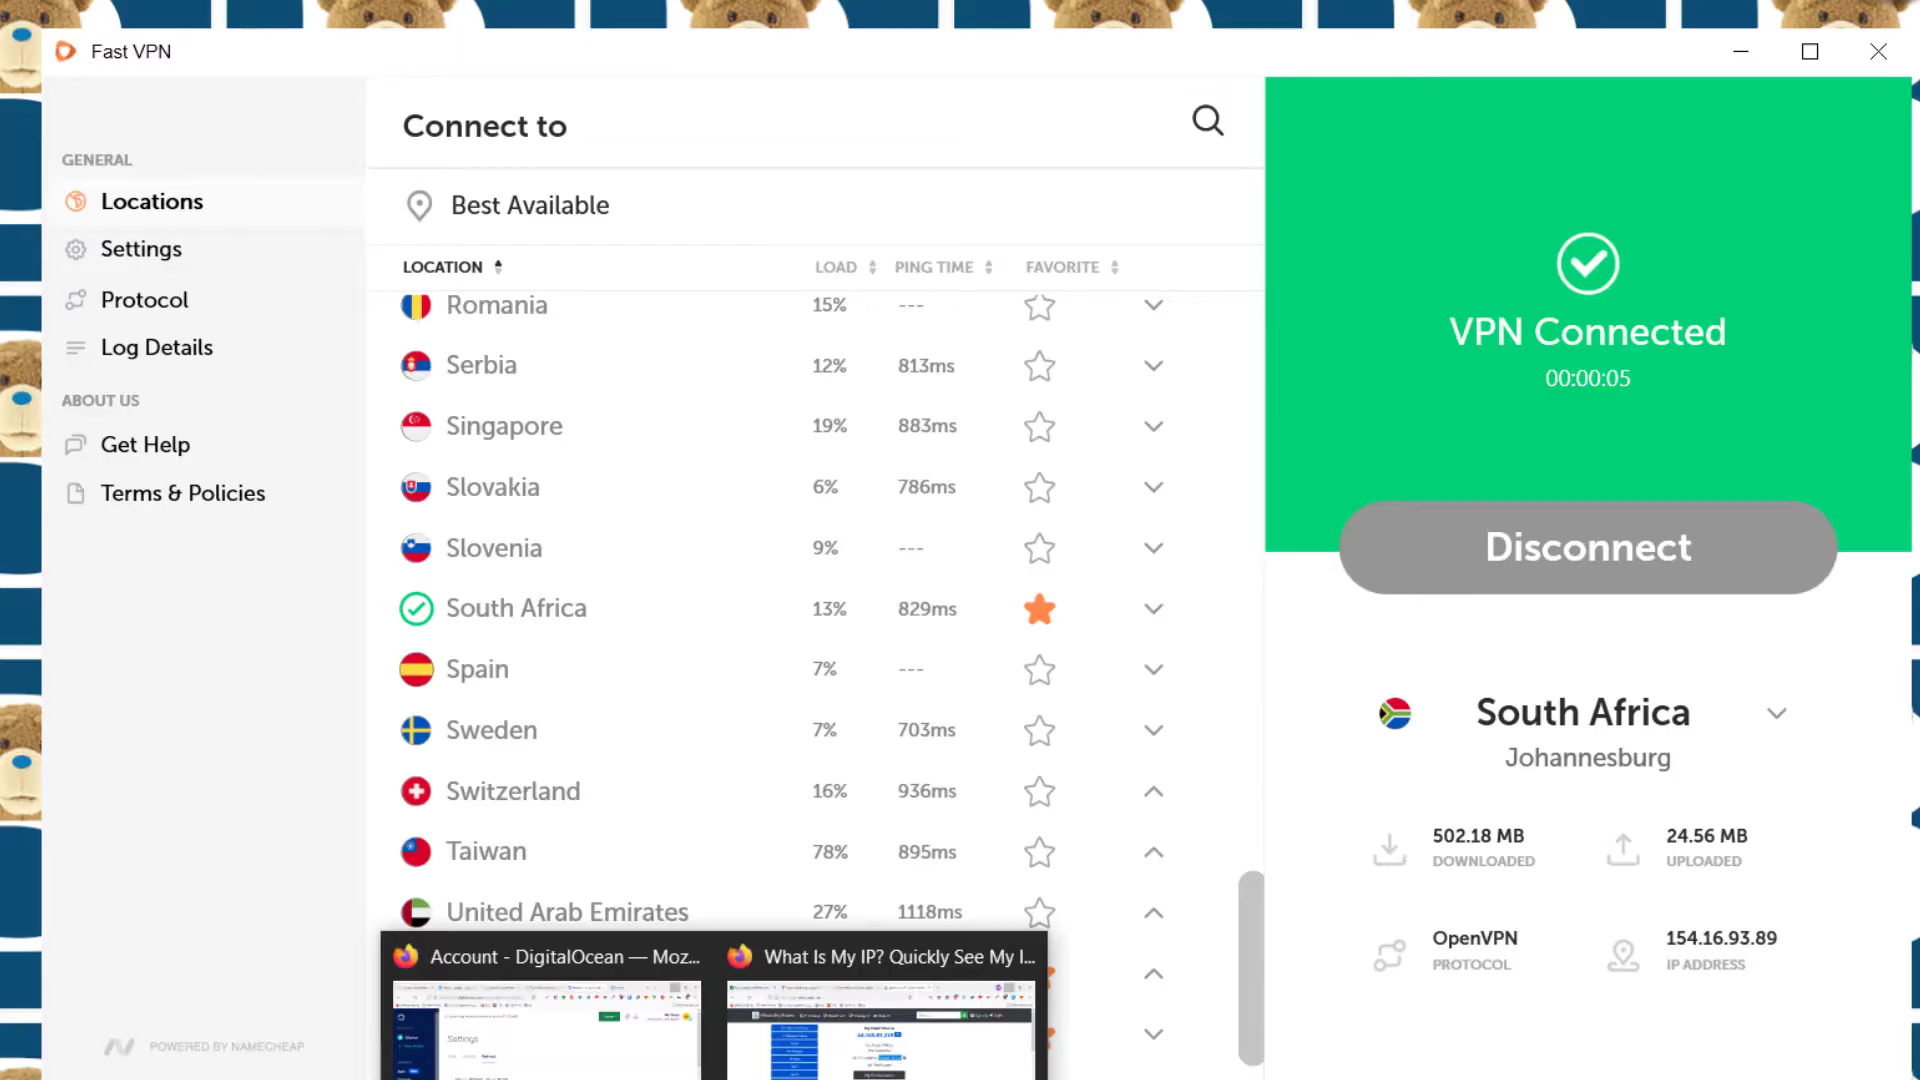 Fast VPN
GENERAL
Locations
Settings
Protocol
Log Details
ABOUT US
Get Help
Terms & Policies
POWERED BY NAMECHEAP
Connect to
Best Available
LOCATION LOAD PING TIME FAVORITE
Romania 15% ---
Serbia 12% 813ms
Singapore 19% 883ms
Slovakia 6% 786ms
Slovenia 9% ---
South Africa 13% 829ms
Spain 7% ---
Sweden 7% 703ms
Switzerland 16% 936ms
Taiwan 78% 895ms
United Arab Emirates 27% 1118ms
Account - DigitalOcean — Moz...
What Is My IP? Quickly See My I...
Settings
VPN Connected
00:00:05
Disconnect
South Africa
Johannesburg
502.18 MB
DOWNLOADED
24.56 MB
UPLOADED
OpenVPN
PROTOCOL
154.16.93.89
IP ADDRESS